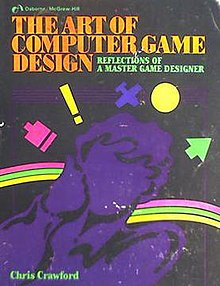 Osborne/McGraw-Hill
THE ART OF
COMPUTER GAME
DESIGN
REFLECTIONS OF
A MASTER GAME DESIGNER
Chris Crawford